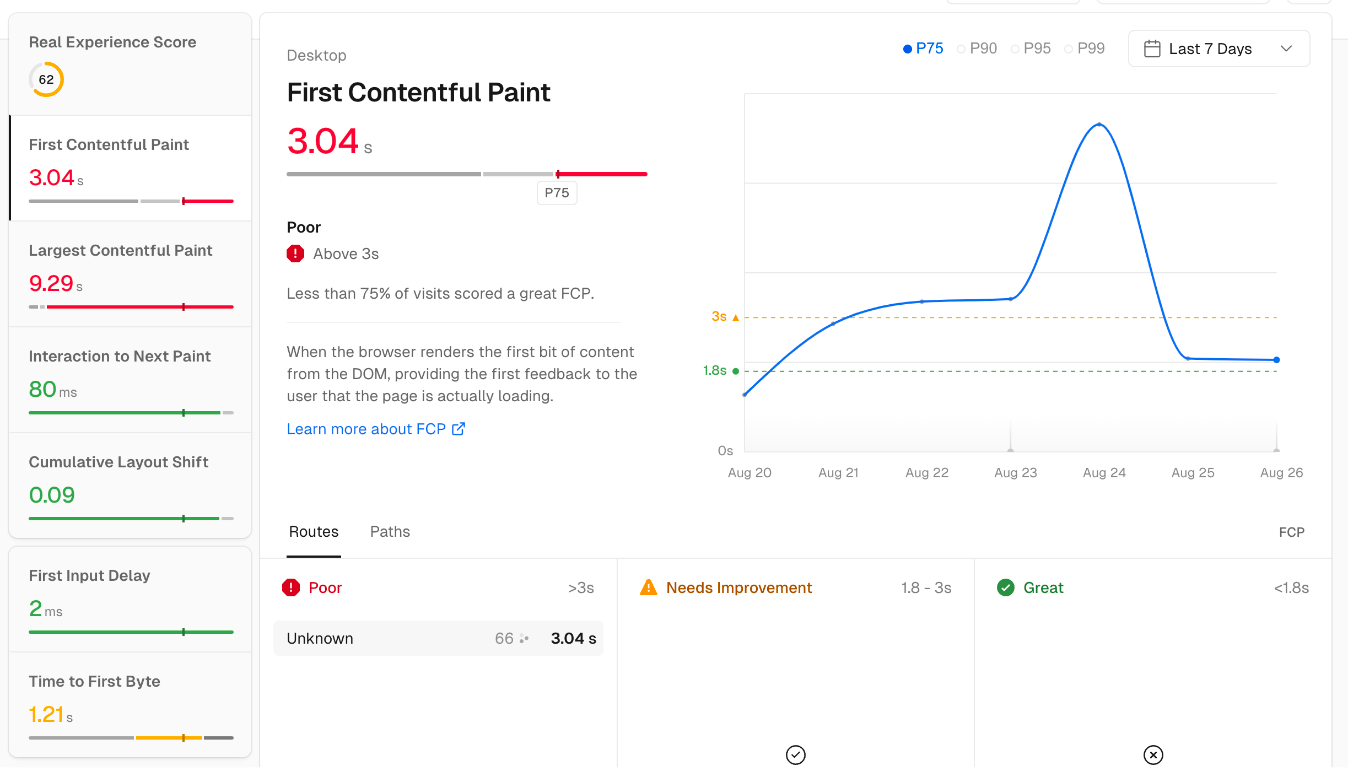 Real Experience Score
62
First Contentful Paint
3.04 s
Largest Contentful Paint
9.29 s
Interaction to Next Paint
80 ms
Cumulative Layout Shift
0.09
First Input Delay
2 ms
Time to First Byte
1.21 s
Desktop
First Contentful Paint
3.04 s
P75
Poor
Above 3s
Less than 75% of visits scored a great FCP.
When the browser renders the first bit of content
from the DOM, providing the first feedback to the
user that the page is actually loading.
Learn more about FCP
P75 P90 P95 P99
Last 7 Days
3s
1.8s
0s
Aug 20 Aug 21 Aug 22 Aug 23 Aug 24 Aug 25 Aug 26
Routes Paths FCP
Poor >3s
Unknown 66 3.04 s
Needs Improvement 1.8 - 3s
Great <1.8s